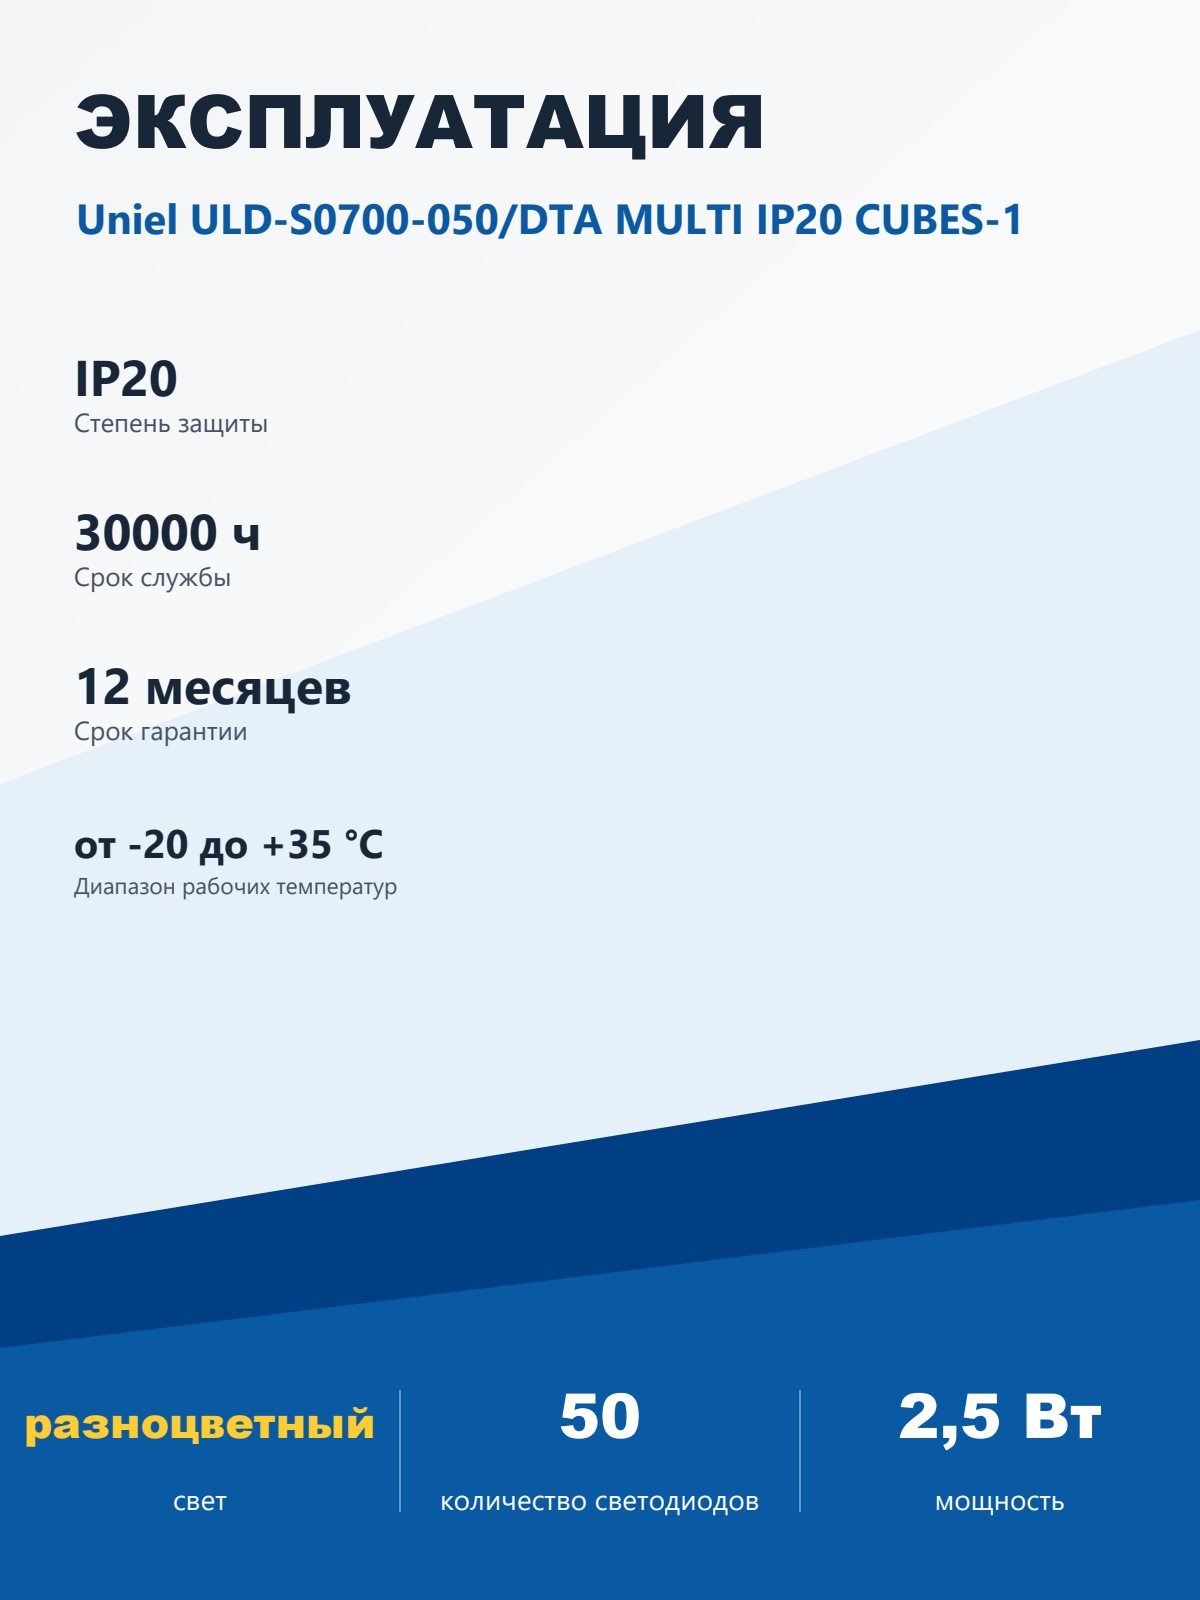 ЭКСПЛУАТАЦИЯ
Uniel ULD-S0700-050/DTA MULTI IP20 CUBES-1
IP20
Степень защиты
30000 ч
Срок службы
12 месяцев
Срок гарантии
от -20 до +35 °C
Диапазон рабочих температур
разноцветный
свет
50
количество светодиодов
2,5 Вт
мощность